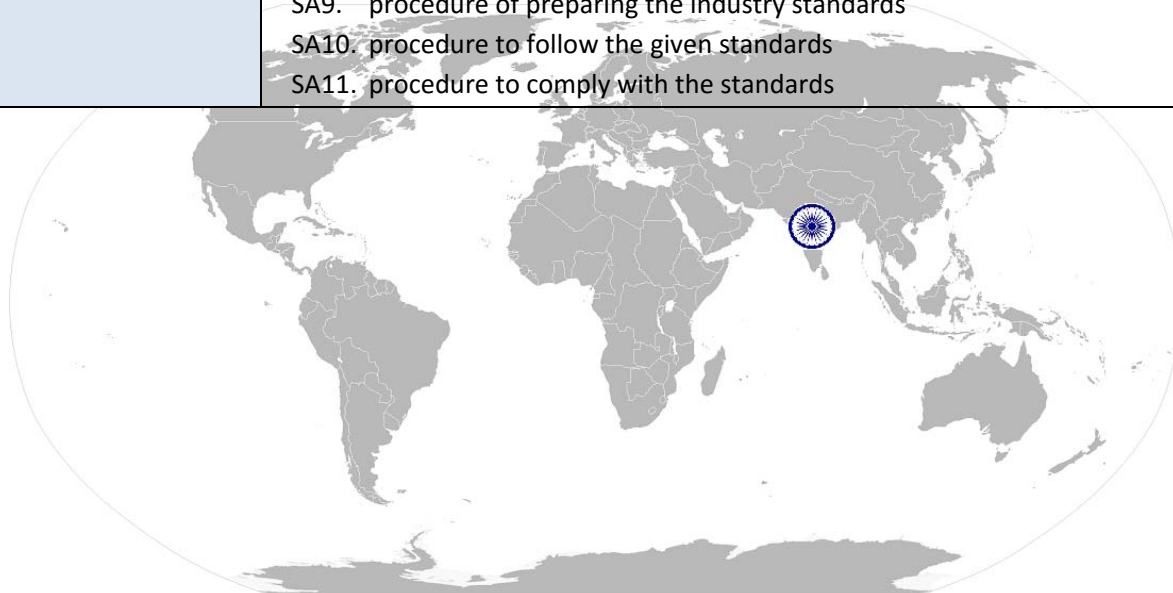 SA9. procedure of preparing the industry standards
SA10. procedure to follow the given standards
SA11. procedure to comply with the standards